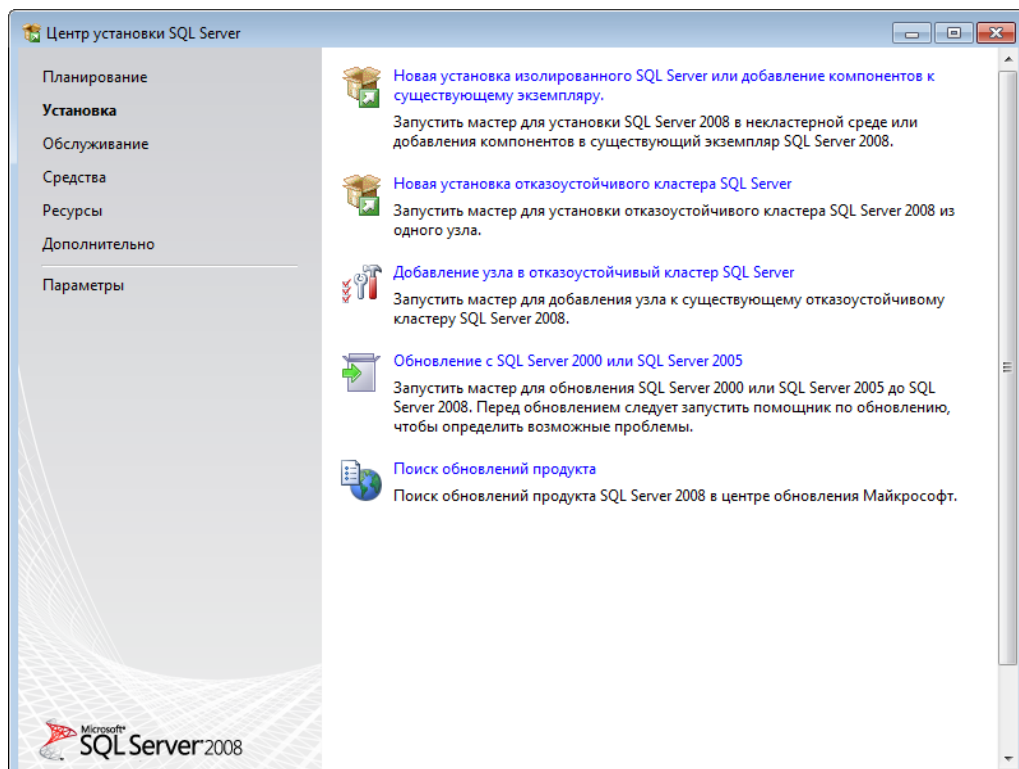 Центр установки SQL Server
Планирование
Установка
Обслуживание
Средства
Ресурсы
Дополнительно
Параметры
Новая установка изолированного SQL Server или добавление компонентов к
существующему экземпляру.
Запустить мастер для установки SQL Server 2008 в некластерной среде или
добавления компонентов в существующий экземпляр SQL Server 2008.
Новая установка отказоустойчивого кластера SQL Server
Запустить мастер для установки отказоустойчивого кластера SQL Server 2008 из
одного узла.
Добавление узла в отказоустойчивый кластер SQL Server
Запустить мастер для добавления узла к существующему отказоустойчивому
кластеру SQL Server 2008.
Обновление с SQL Server 2000 или SQL Server 2005
Запустить мастер для обновления SQL Server 2000 или SQL Server 2005 до SQL
Server 2008. Перед обновлением следует запустить помощник по обновлению,
чтобы определить возможные проблемы.
Поиск обновлений продукта
Поиск обновлений продукта SQL Server 2008 в центре обновления Майкрософт.
Microsoft®
SQL Server®2008